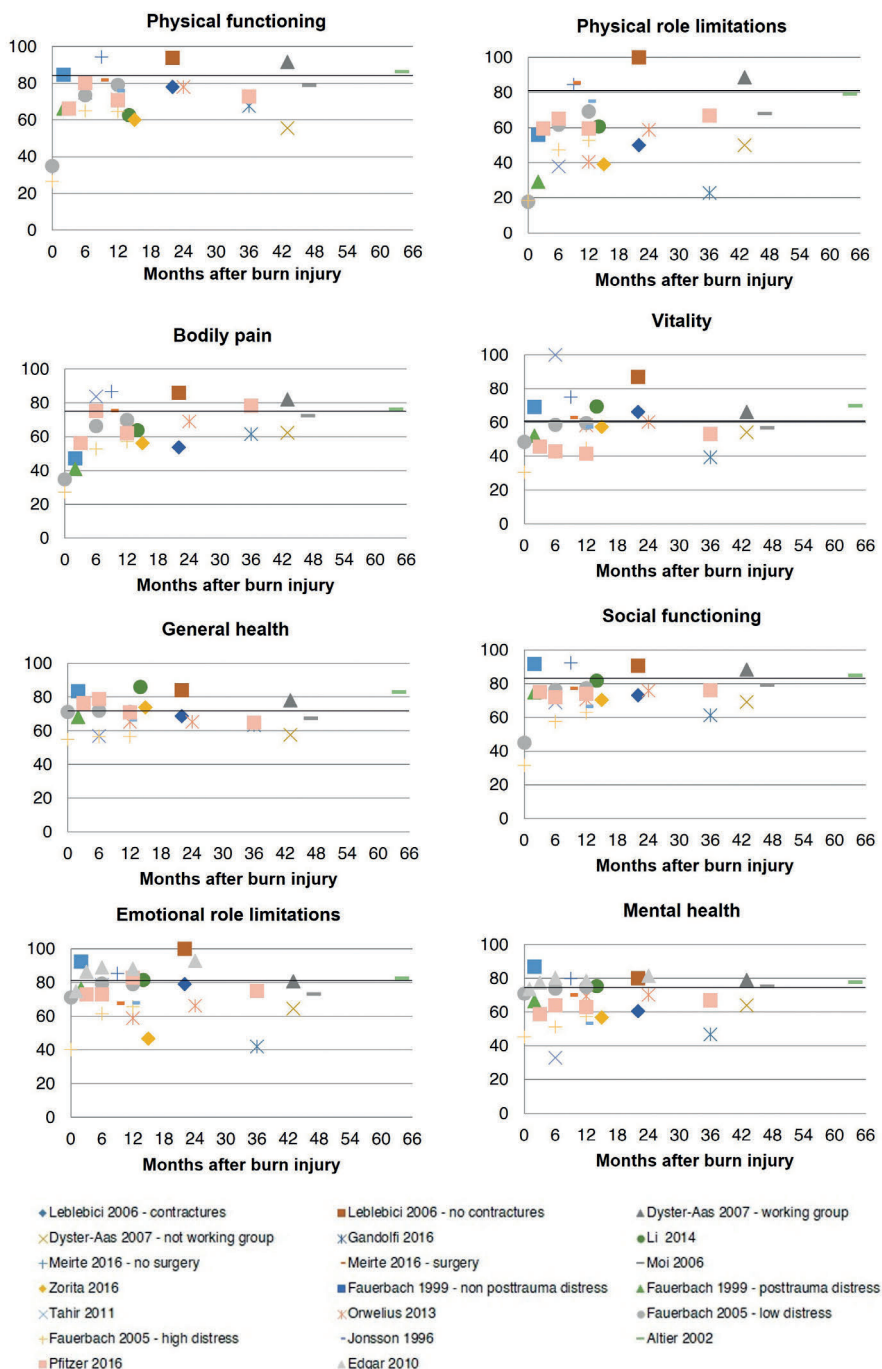 Physical functioning
100
80
60
40
20
0
0 6 12 18 24 30 36 42 48 54 60 66
Months after burn injury
Physical role limitations
100
80
60
40
20
0
0 6 12 18 24 30 36 42 48 54 60 66
Months after burn injury
Bodily pain
100
80
60
40
20
0
0 6 12 18 24 30 36 42 48 54 60 66
Months after burn injury
Vitality
100
80
60
40
20
0
0 6 12 18 24 30 36 42 48 54 60 66
Months after burn injury
General health
100
80
60
40
20
0
0 6 12 18 24 30 36 42 48 54 60 66
Months after burn injury
Social functioning
100
80
60
40
20
0
0 6 12 18 24 30 36 42 48 54 60 66
Months after burn injury
Emotional role limitations
100
80
60
40
20
0
0 6 12 18 24 30 36 42 48 54 60 66
Months after burn injury
Mental health
100
80
60
40
20
0
0 6 12 18 24 30 36 42 48 54 60 66
Months after burn injury
Leblebici 2006 - contractures
Leblebici 2006 - no contractures
Dyster-Aas 2007 - working group
Dyster-Aas 2007 - not working group
Gandolfi 2016
Li 2014
Meirte 2016 - no surgery
Meirte 2016 - surgery
Moi 2006
Zorita 2016
Fauerbach 1999 - non posttrauma distress
Fauerbach 1999 - posttrauma distress
Tahir 2011
Orwelius 2013
Fauerbach 2005 - low distress
Fauerbach 2005 - high distress
Jonsson 1996
Altier 2002
Pfitzer 2016
Edgar 2010